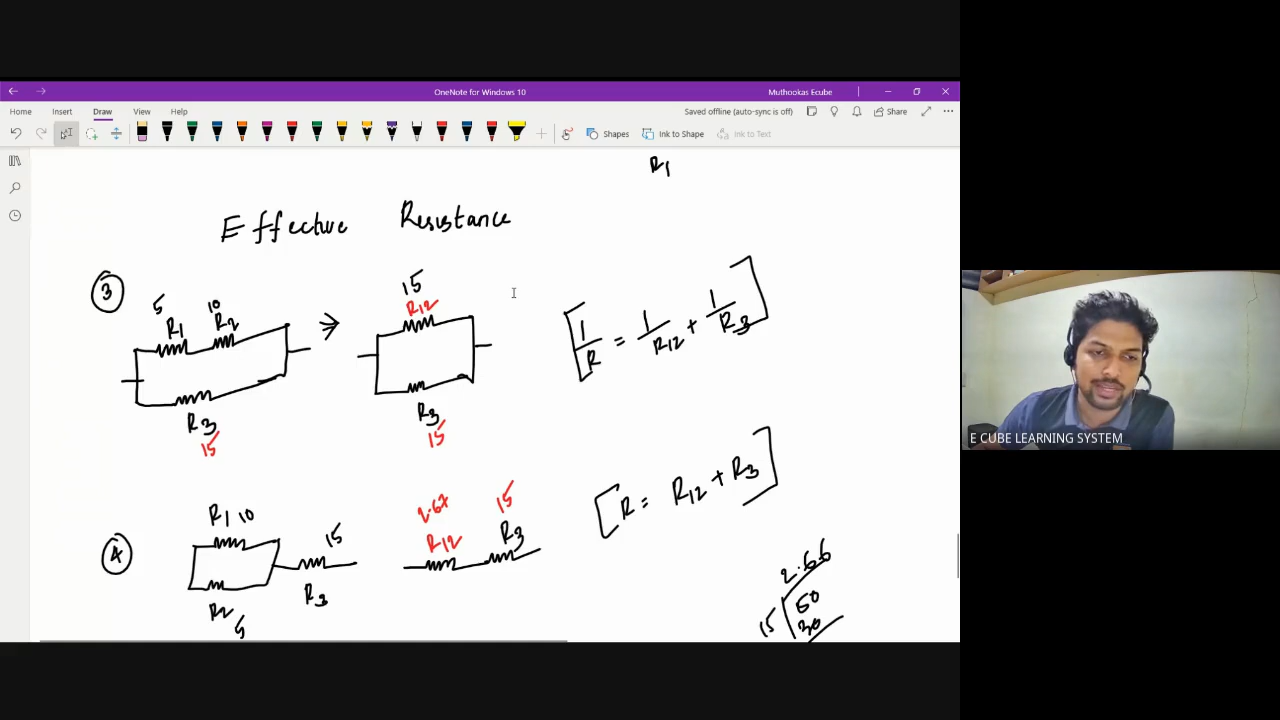 OneNote for Windows 10
Muthookas Ecube
Home Insert Draw View Help
Saved offline (auto-sync is off)
Share
Shapes
Ink to Shape
Ink to Text
R1
Effective Resistance
3
5 10
R1 R2
R3
15
15
R12
R3
15
1/R = 1/R12 + 1/R3
4
R1 10
R2
5
15
R3
2.67
R12
15
R3
R = R12 + R3
2.66
15 50
30
E CUBE LEARNING SYSTEM